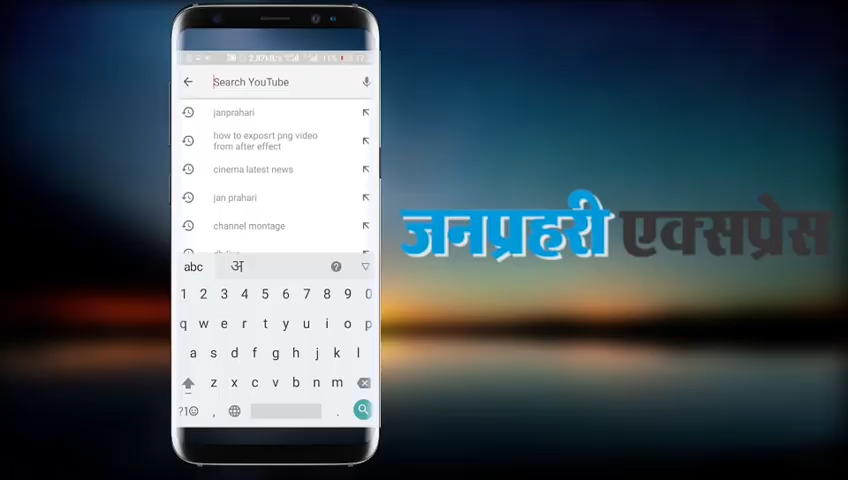 Search YouTube
janprahari
how to exposrt png video
from after effect
cinema latest news
jan prahari
channel montage
abc अ
1 2 3 4 5 6 7 8 9 0
q w e r t y u i o p
a s d f g h j k l
z x c v b n m
?1☺ , .
जनप्रहरी एक्सप्रेस